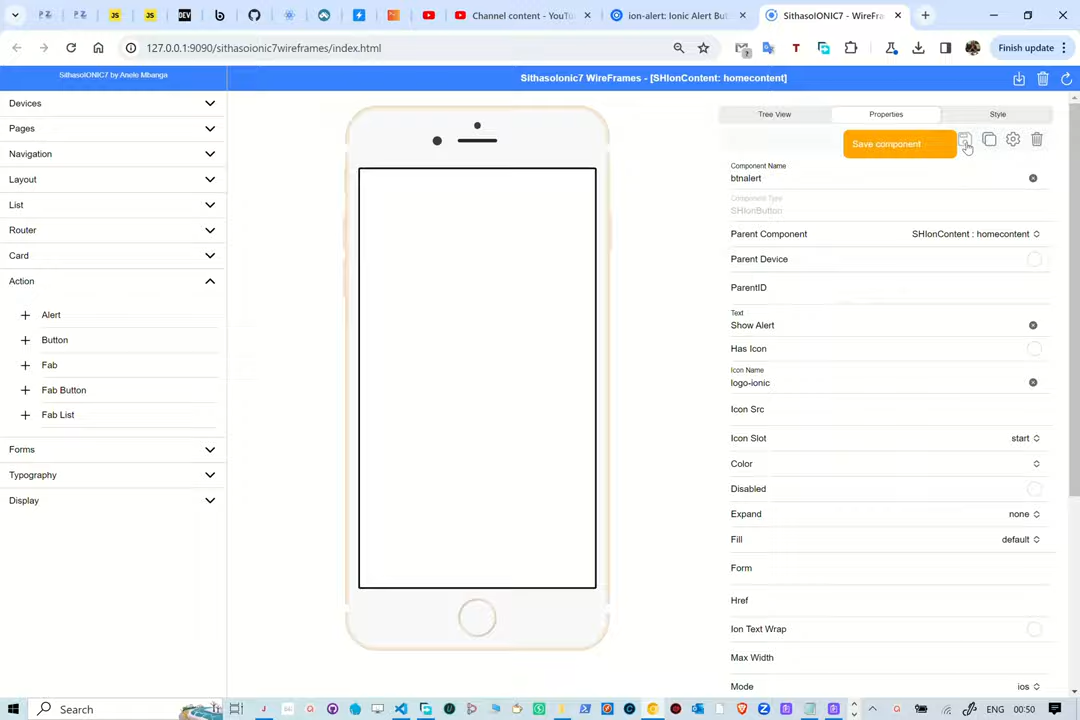 Channel content - YouTu
ion-alert: Ionic Alert But
SithasoIONIC7 - WireFra
127.0.0.1:9090/sithasoionic7wireframes/index.html
Finish update
SithasoIONIC7 by Anele Mbanga
SithasoIonic7 WireFrames - [SHIonContent: homecontent]
Devices
Pages
Navigation
Layout
List
Router
Card
Action
Alert
Button
Fab
Fab Button
Fab List
Forms
Typography
Display
Tree View
Properties
Style
Save component
Component Name
btnalert
Component Type
SHIonButton
Parent Component
SHIonContent : homecontent
Parent Device
ParentID
Text
Show Alert
Has Icon
Icon Name
logo-ionic
Icon Src
Icon Slot
start
Color
Disabled
Expand
none
Fill
default
Form
Href
Ion Text Wrap
Max Width
Mode
ios
Search
ENG
00:50